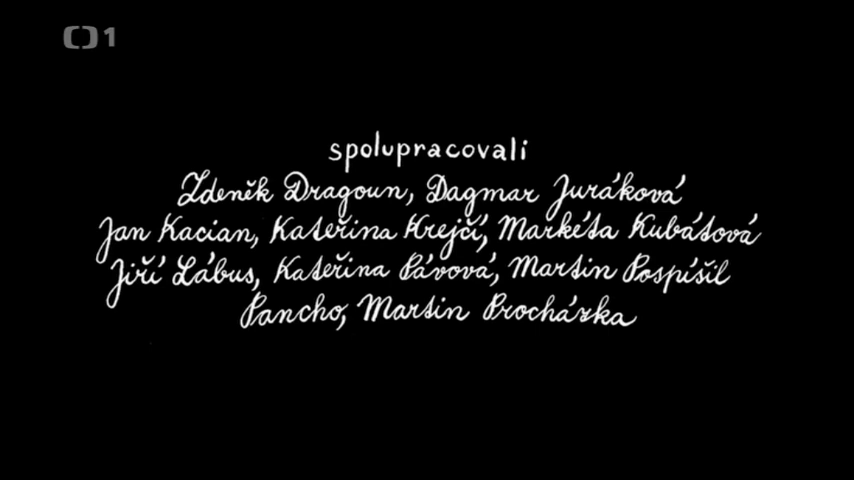 ČD1
spolupracovali
Zdeněk Dragoun, Dagmar Juráková
Jan Kacian, Kateřina Krejčí, Markéta Kubátová
Jiří Lábus, Kateřina Pávová, Martin Pospíšil
Pancho, Martin Procházka